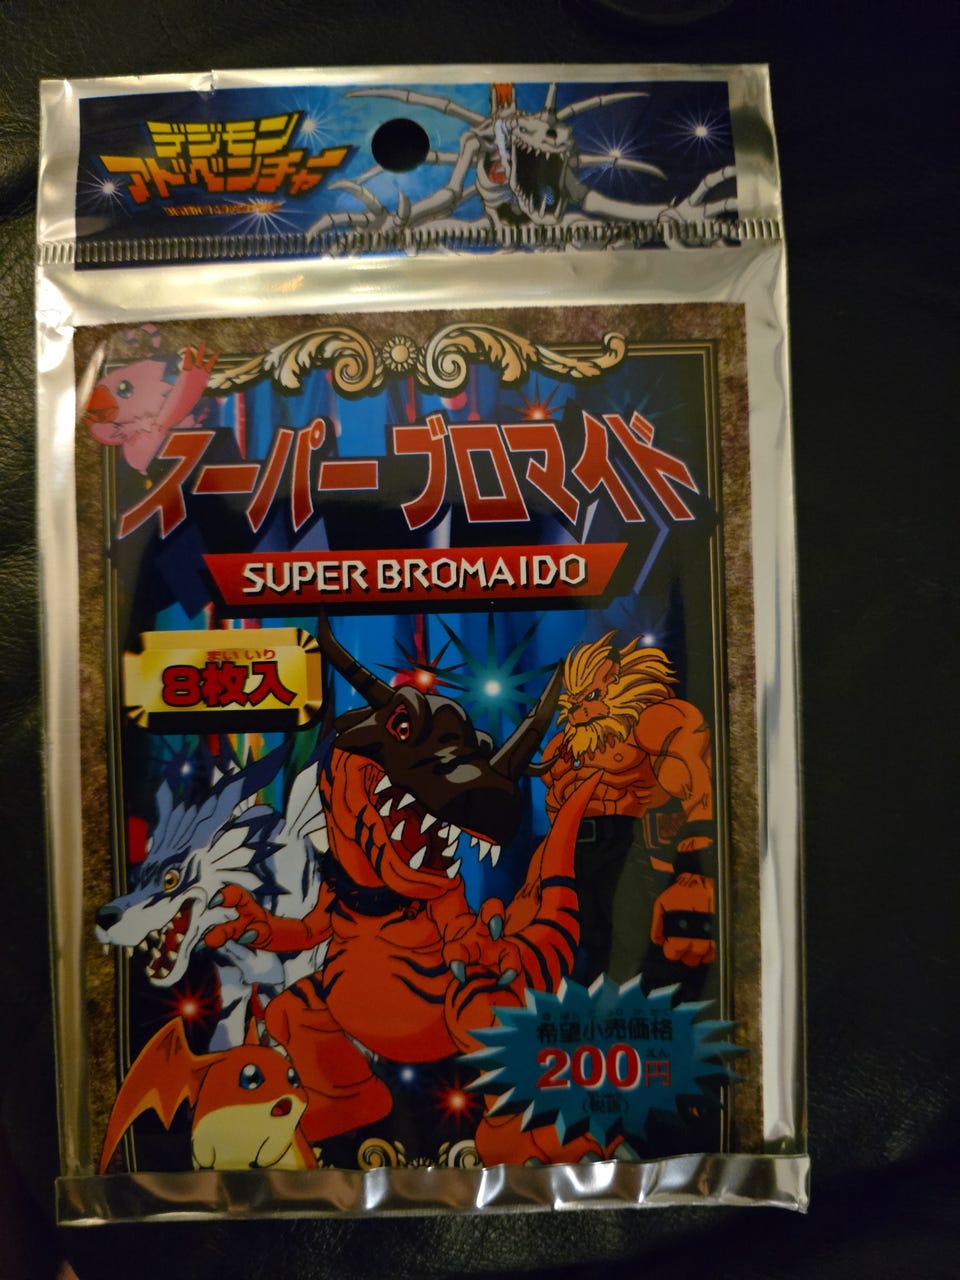 デジモン
アドベンチャー
スーパーブロマイド
SUPER BROMAIDO
まい いり
8枚入
希望小売価格
えん
200円